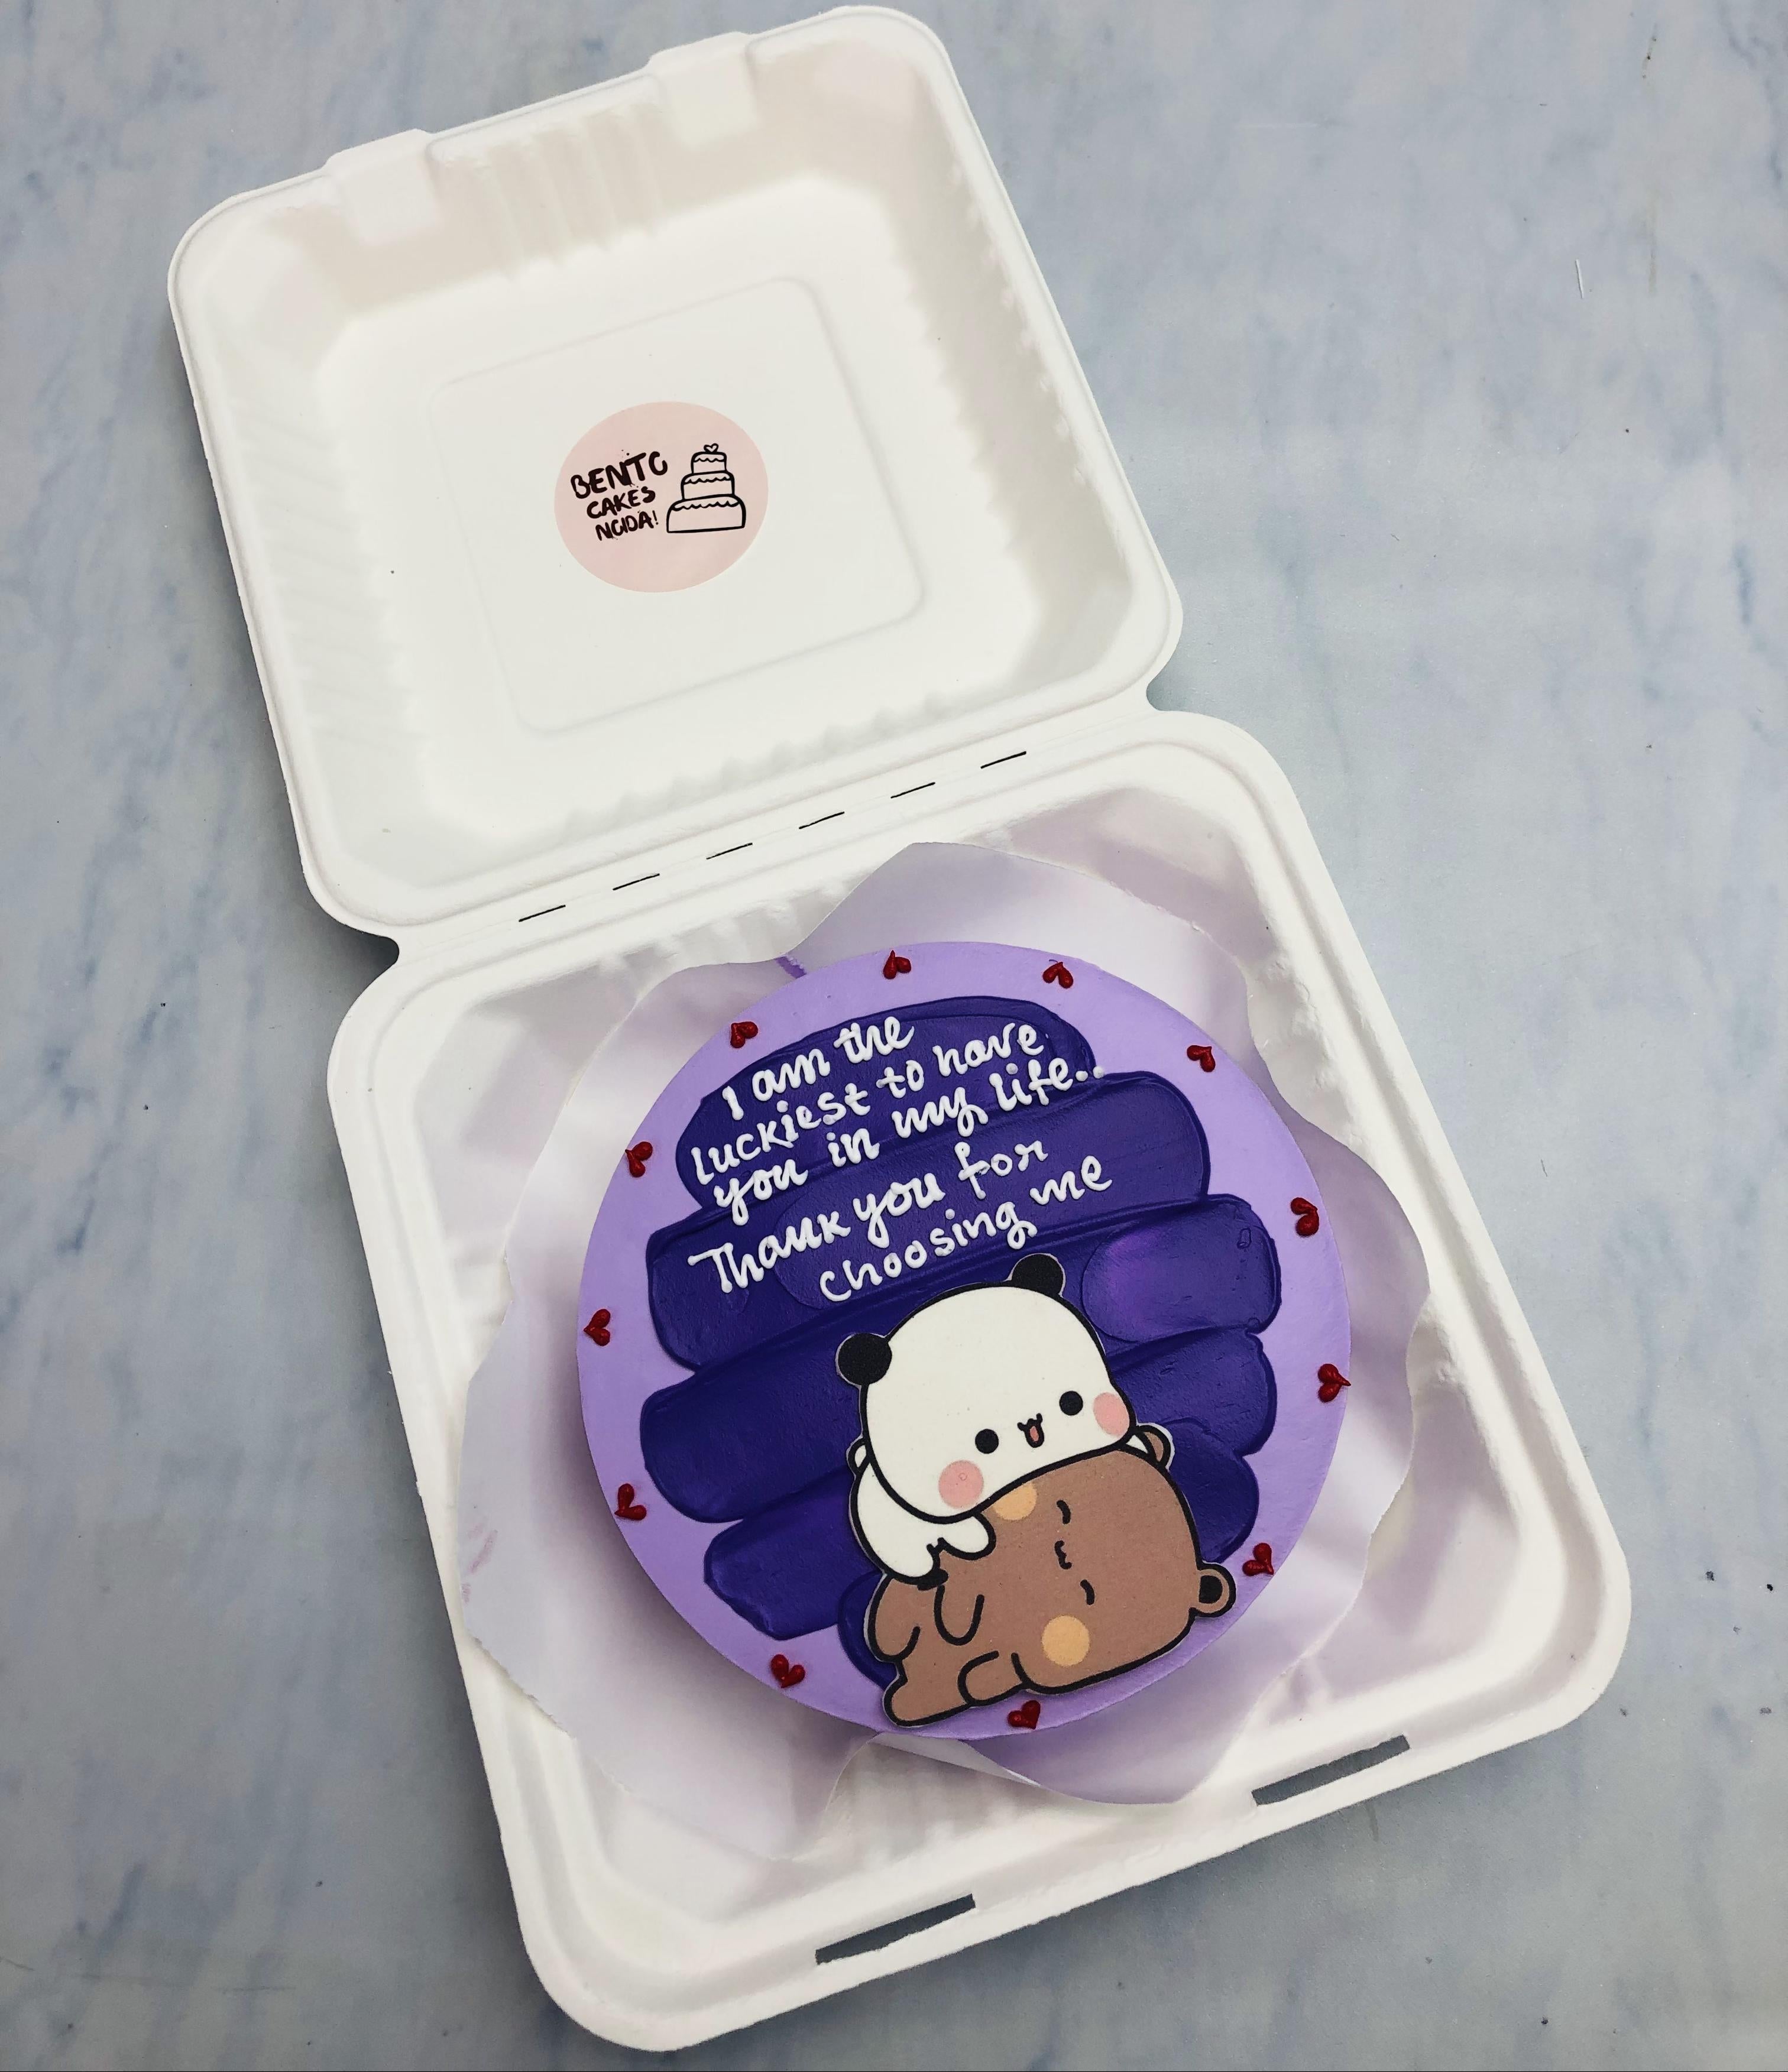 BENTO
CAKES
NOIDA!
I am the
luckiest to have
you in my life..
Thank you for
choosing me